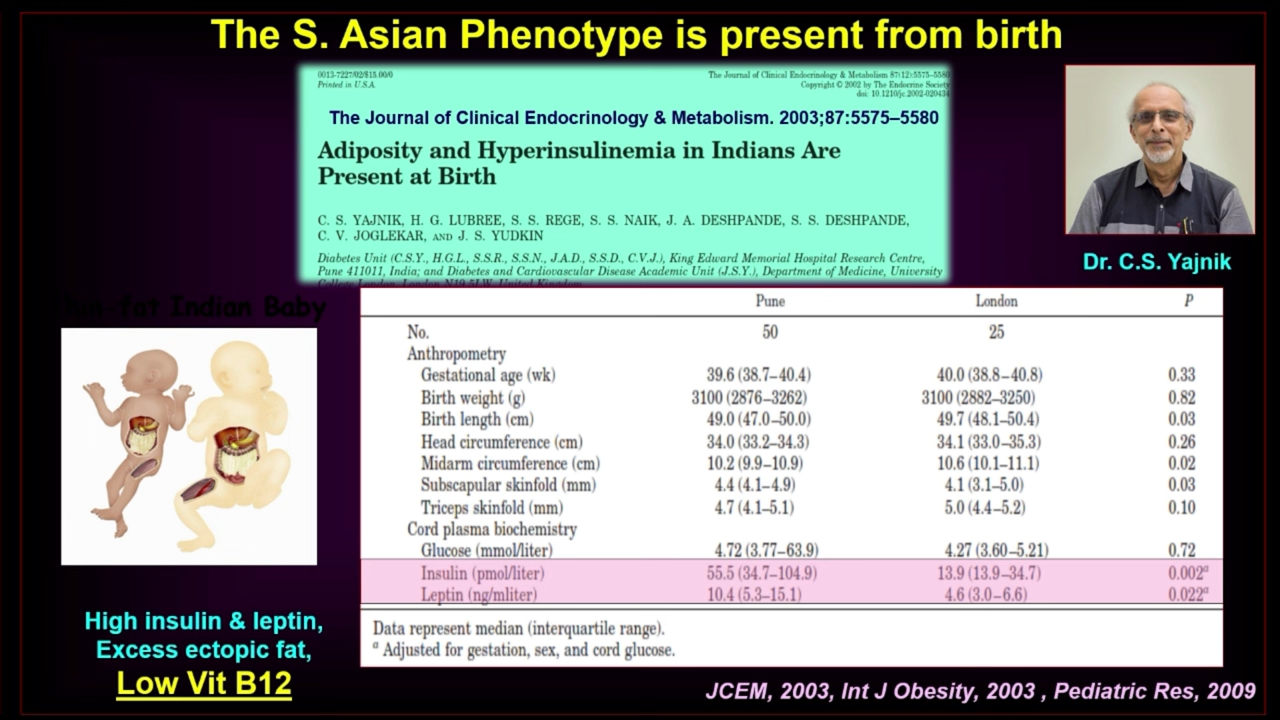 The S. Asian Phenotype is present from birth
0013-7227/02/$15.00/0
Printed in U.S.A.
The Journal of Clinical Endocrinology & Metabolism 87(12):5575–5580
Copyright © 2002 by The Endocrine Society
doi: 10.1210/jc.2002-020434
The Journal of Clinical Endocrinology & Metabolism. 2003;87:5575–5580
Adiposity and Hyperinsulinemia in Indians Are
Present at Birth
C. S. YAJNIK, H. G. LUBREE, S. S. REGE, S. S. NAIK, J. A. DESHPANDE, S. S. DESHPANDE,
C. V. JOGLEKAR, AND J. S. YUDKIN
Diabetes Unit (C.S.Y., H.G.L., S.S.R., S.S.N., J.A.D., S.S.D., C.V.J.), King Edward Memorial Hospital Research Centre,
Pune 411011, India; and Diabetes and Cardiovascular Disease Academic Unit (J.S.Y.), Department of Medicine, University
College London, London N19 5LW, United Kingdom
Dr. C.S. Yajnik
fat Indian Baby
Pune London P
No. 50 25
Anthropometry
Gestational age (wk) 39.6 (38.7–40.4) 40.0 (38.8–40.8) 0.33
Birth weight (g) 3100 (2876–3262) 3100 (2882–3250) 0.82
Birth length (cm) 49.0 (47.0–50.0) 49.7 (48.1–50.4) 0.03
Head circumference (cm) 34.0 (33.2–34.3) 34.1 (33.0–35.3) 0.26
Midarm circumference (cm) 10.2 (9.9–10.9) 10.6 (10.1–11.1) 0.02
Subscapular skinfold (mm) 4.4 (4.1–4.9) 4.1 (3.1–5.0) 0.03
Triceps skinfold (mm) 4.7 (4.1–5.1) 5.0 (4.4–5.2) 0.10
Cord plasma biochemistry
Glucose (mmol/liter) 4.72 (3.77–63.9) 4.27 (3.60–5.21) 0.72
Insulin (pmol/liter) 55.5 (34.7–104.9) 13.9 (13.9–34.7) 0.002a
Leptin (ng/mliter) 10.4 (5.3–15.1) 4.6 (3.0–6.6) 0.022a
Data represent median (interquartile range).
a Adjusted for gestation, sex, and cord glucose.
High insulin & leptin,
Excess ectopic fat,
Low Vit B12
JCEM, 2003, Int J Obesity, 2003 , Pediatric Res, 2009